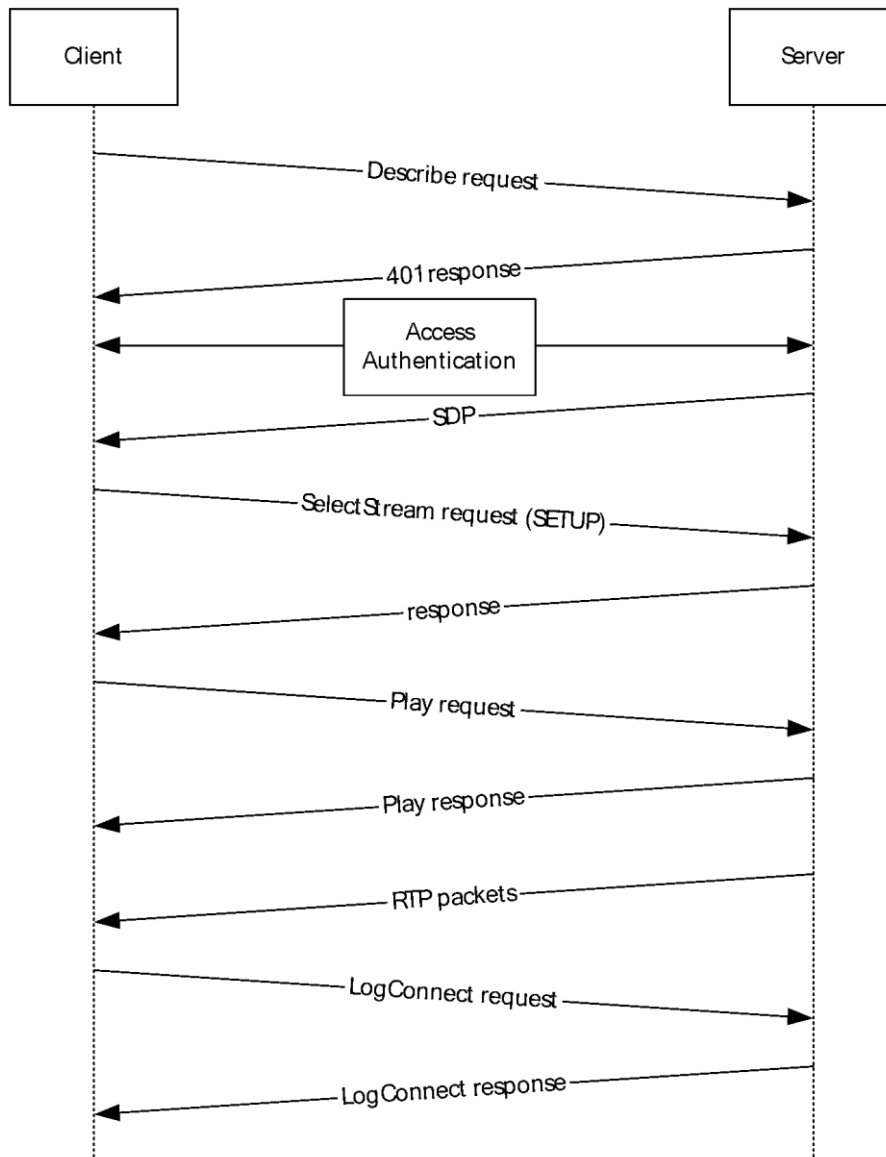 Client
Server
Describe request
401 response
Access
Authentication
SDP
SelectStream request (SETUP)
response
Play request
Play response
RTP packets
LogConnect request
LogConnect response